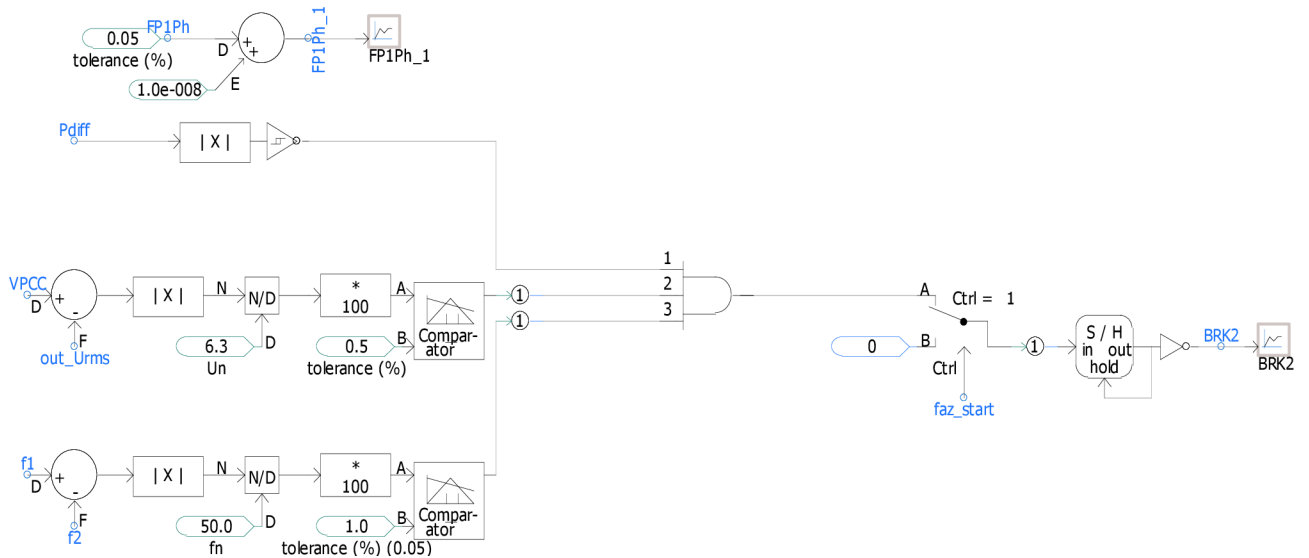 FP1Ph
0.05
D
+
+
tolerance (%)
FP1Ph_1
FP1Ph_1
1.0e-008
E
Pdiff
| X |
1
2
3
VPCC
D
+
-
F
out_Urms
| X |
N
N/D
D
6.3
Un
*
100
A
B
0.5
tolerance (%)
Compar-
ator
1
1
A
Ctrl = 1
0
B
Ctrl
faz_start
1
S / H
in out
hold
BRK2
BRK2
f1
D
+
-
F
f2
| X |
N
N/D
D
50.0
fn
*
100
A
B
1.0
tolerance (%) (0.05)
Compar-
ator